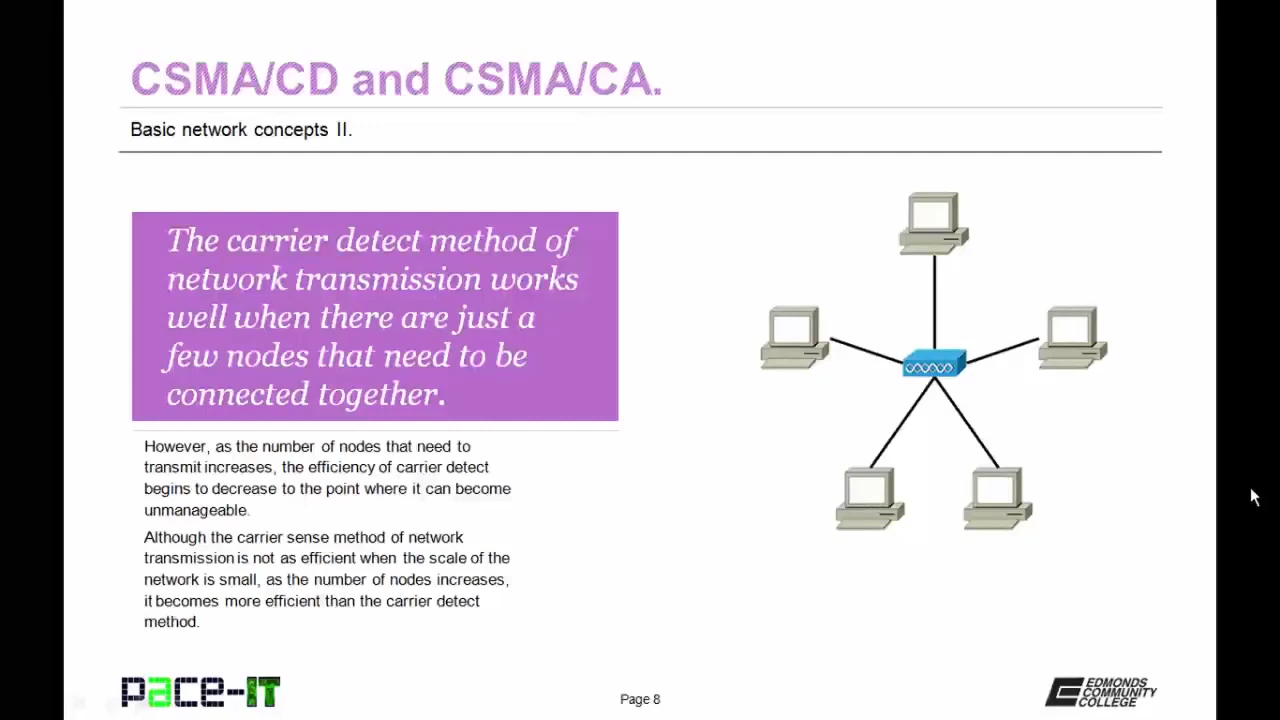 CSMA/CD and CSMA/CA.
Basic network concepts II.
The carrier detect method of
network transmission works
well when there are just a
few nodes that need to be
connected together.
However, as the number of nodes that need to
transmit increases, the efficiency of carrier detect
begins to decrease to the point where it can become
unmanageable.
Although the carrier sense method of network
transmission is not as efficient when the scale of the
network is small, as the number of nodes increases,
it becomes more efficient than the carrier detect
method.
pace-IT
Page 8
EDMONDS
COMMUNITY
COLLEGE